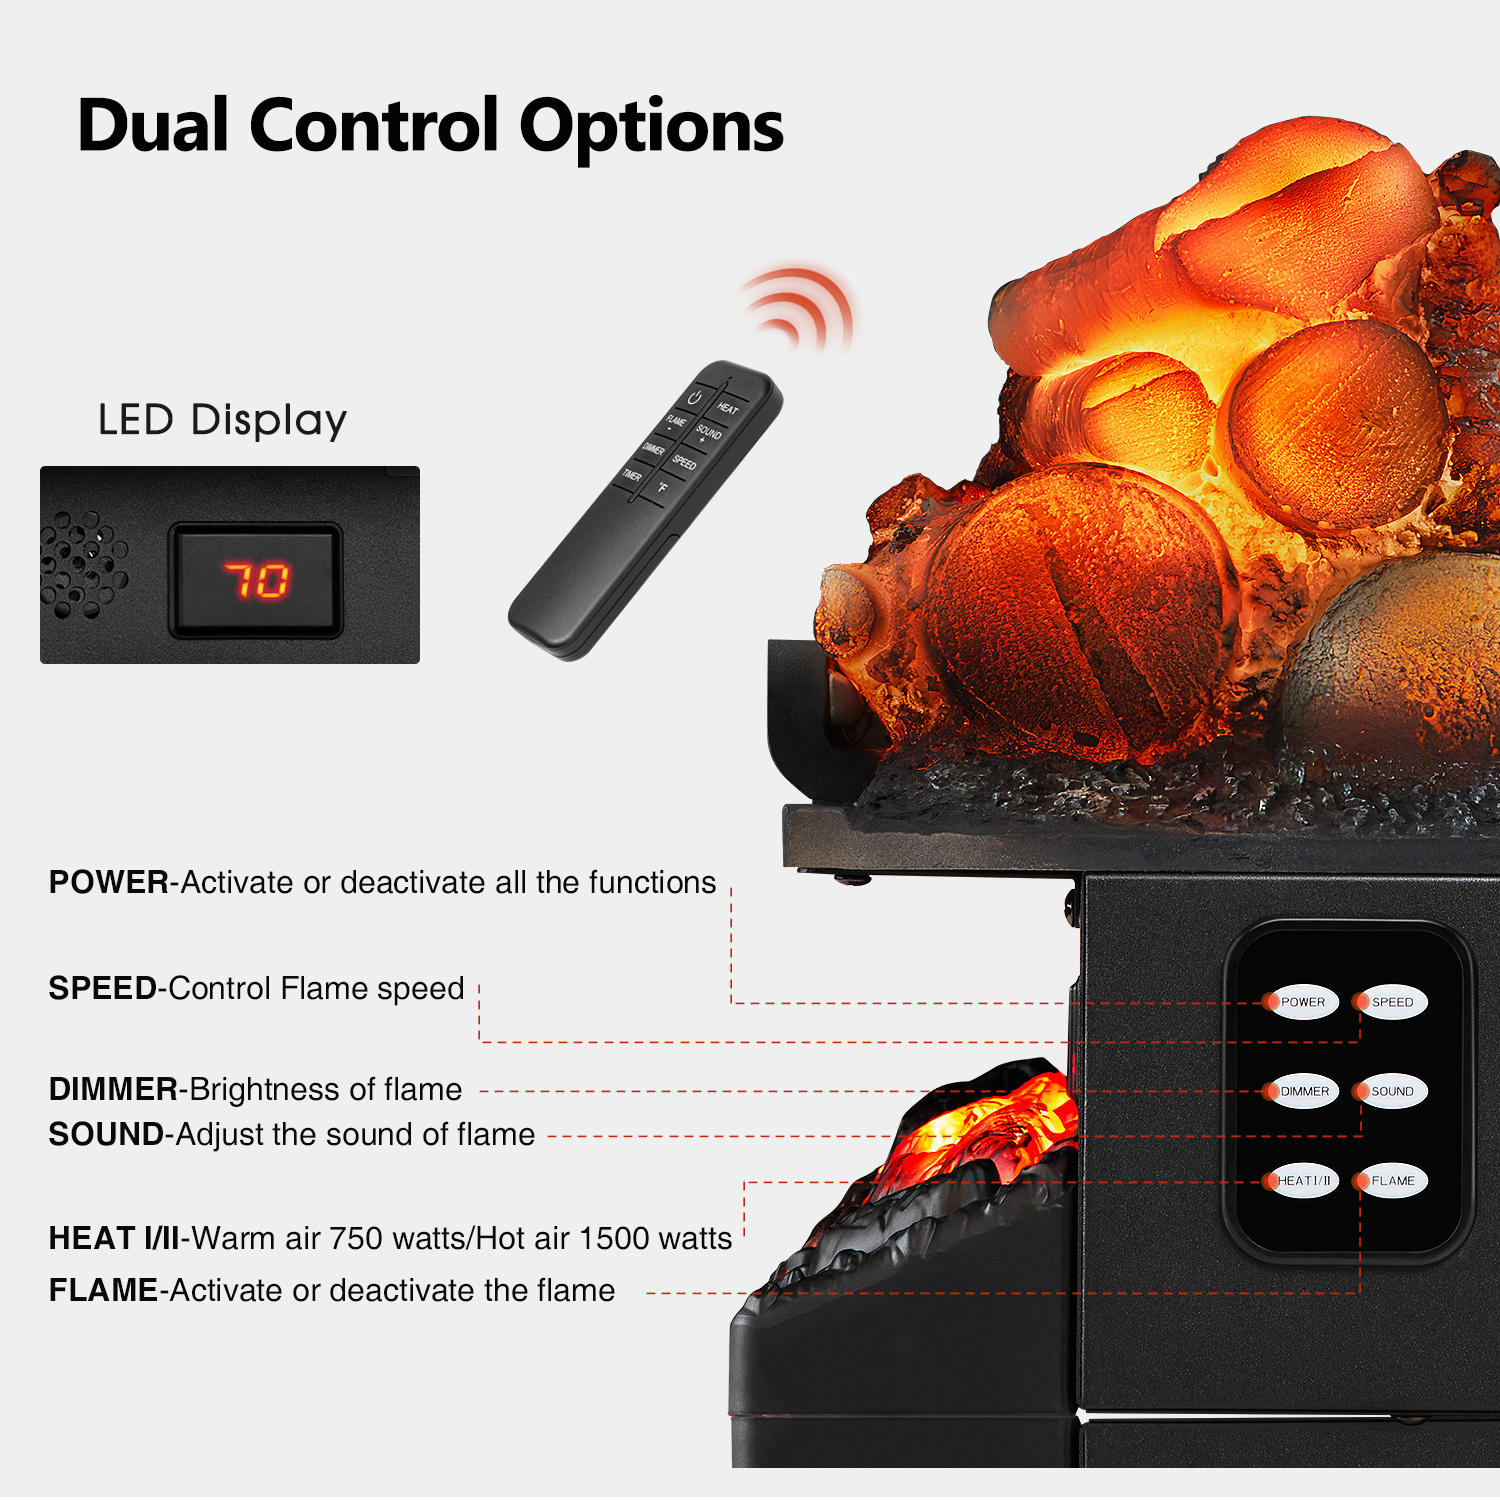 Dual Control Options
LED Display
70
HEAT
FLAME
-
SOUND
+
DIMMER
SPEED
TIMER
°F
POWER-Activate or deactivate all the functions
SPEED-Control Flame speed
DIMMER-Brightness of flame
SOUND-Adjust the sound of flame
HEAT I/II-Warm air 750 watts/Hot air 1500 watts
FLAME-Activate or deactivate the flame
POWER SPEED
DIMMER SOUND
HEAT I/II FLAME